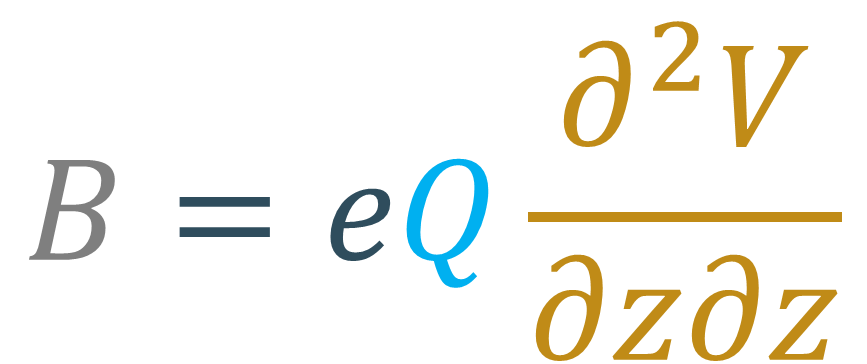 B = eQ ∂²V / ∂z∂z